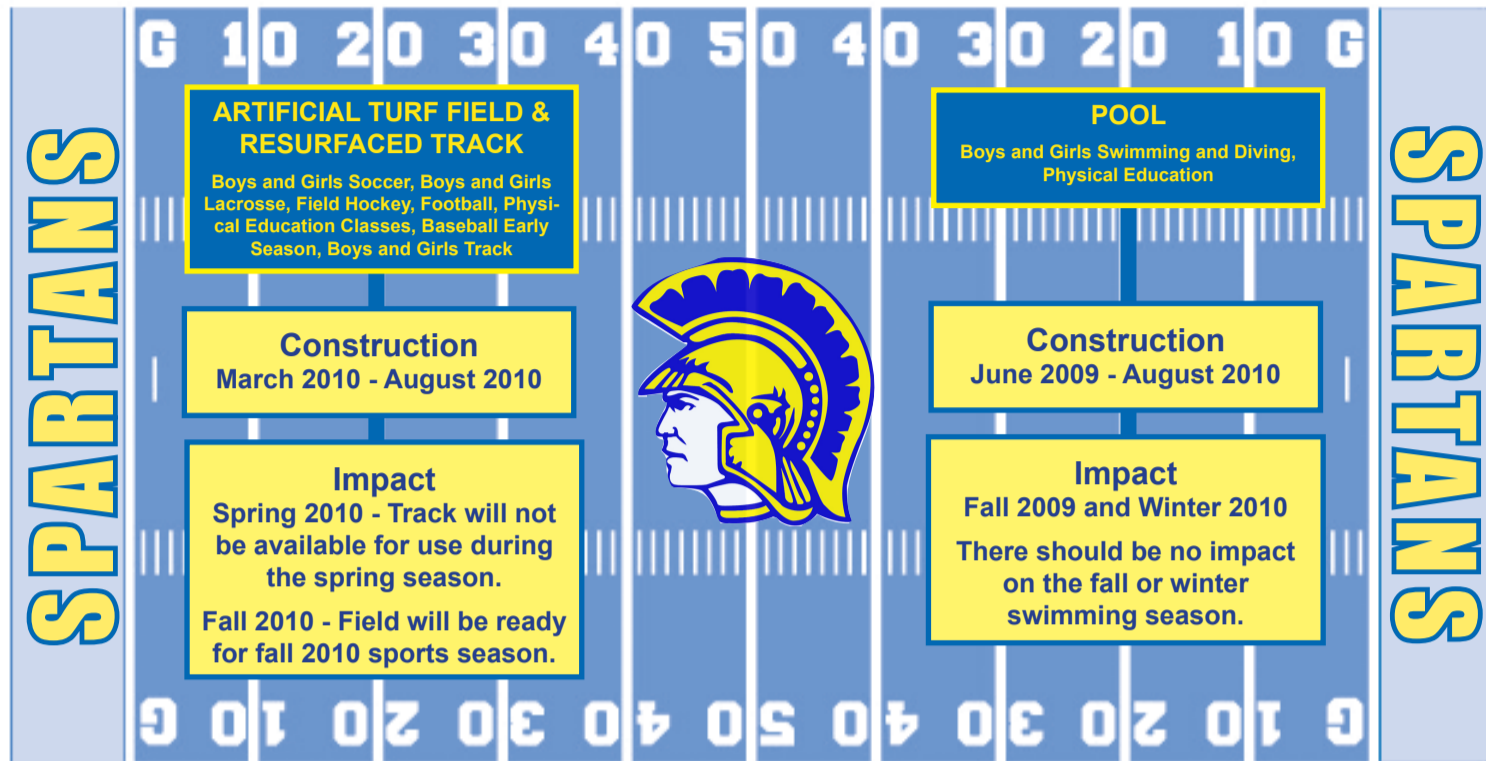 G 10 20 30 40 50 40 30 20 10 G
SPARTANS
ARTIFICIAL TURF FIELD &
RESURFACED TRACK
Boys and Girls Soccer, Boys and Girls
Lacrosse, Field Hockey, Football, Physi-
cal Education Classes, Baseball Early
Season, Boys and Girls Track
Construction
March 2010 - August 2010
Impact
Spring 2010 - Track will not
be available for use during
the spring season.
Fall 2010 - Field will be ready
for fall 2010 sports season.
POOL
Boys and Girls Swimming and Diving,
Physical Education
Construction
June 2009 - August 2010
Impact
Fall 2009 and Winter 2010
There should be no impact
on the fall or winter
swimming season.
SPARTANS
G 10 20 30 40 50 40 30 20 10 G